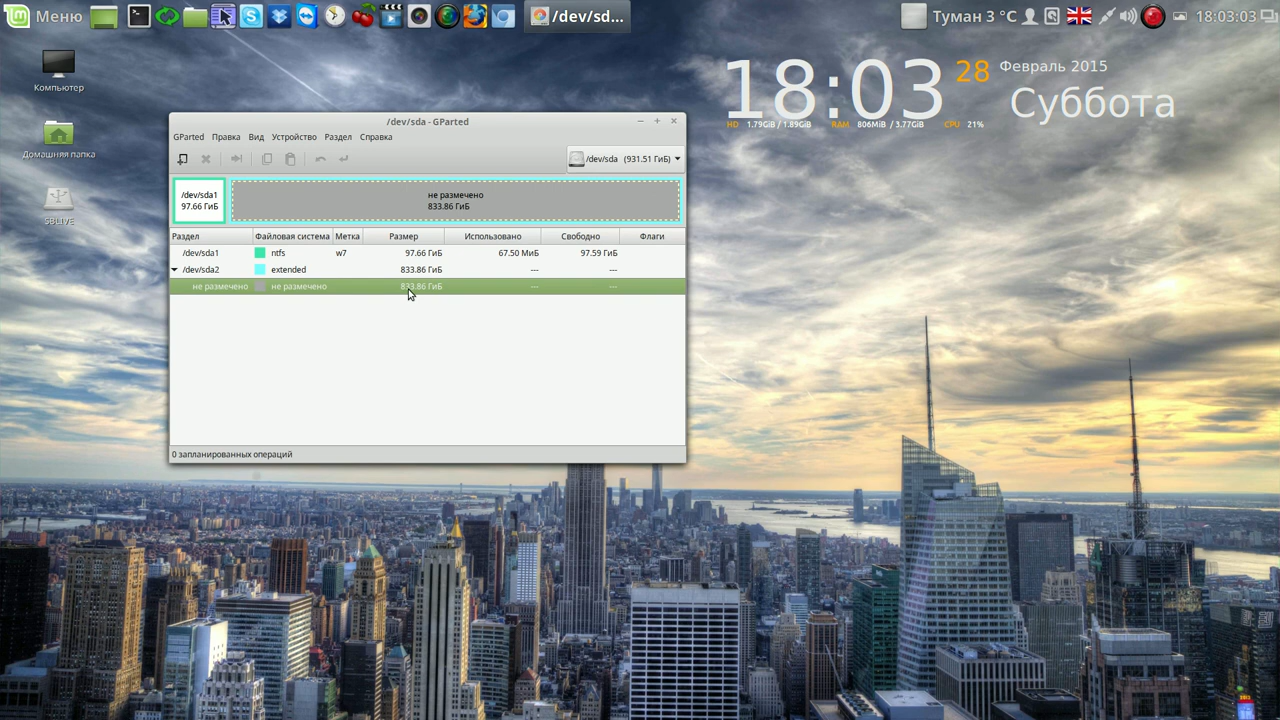 Меню
/dev/sd...
Туман 3 °C
18:03:03
Компьютер
Домашняя папка
SBLIVE
18:03
28
Февраль 2015
Суббота
HD 1.79GiB / 1.89GiB RAM 806MiB / 3.77GiB CPU 21%
/dev/sda - GParted
GParted Правка Вид Устройство Раздел Справка
/dev/sda (931.51 ГиБ)
/dev/sda1
97.66 ГиБ
не размечено
833.86 ГиБ
Раздел Файловая система Метка Размер Использовано Свободно Флаги
/dev/sda1 ntfs w7 97.66 ГиБ 67.50 МиБ 97.59 ГиБ
/dev/sda2 extended 833.86 ГиБ --- ---
не размечено не размечено 833.86 ГиБ --- ---
0 запланированных операций